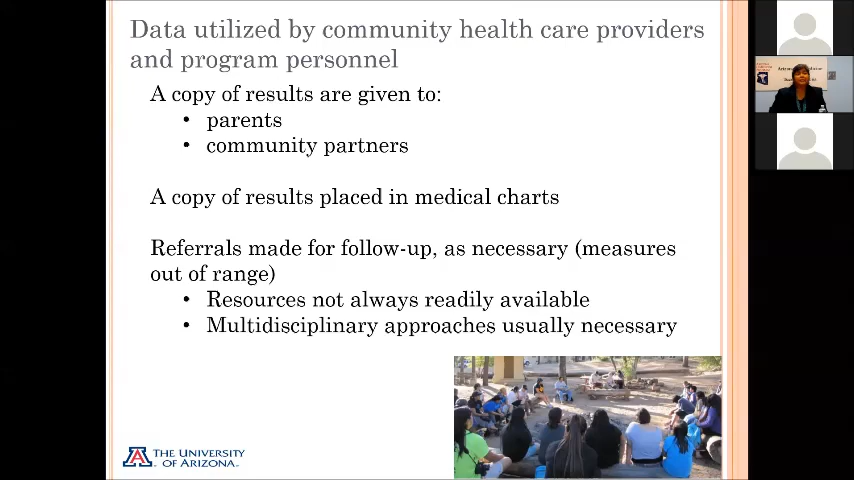 Data utilized by community health care providers
and program personnel
A copy of results are given to:
• parents
• community partners
A copy of results placed in medical charts
Referrals made for follow-up, as necessary (measures
out of range)
• Resources not always readily available
• Multidisciplinary approaches usually necessary
A THE UNIVERSITY
OF ARIZONA